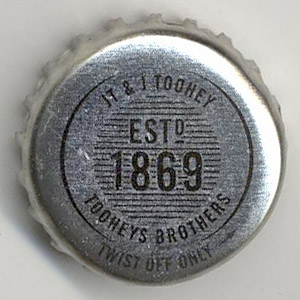 JT & J TOOHEY
ESTD
1869
TOOHEYS BROTHERS
TWIST OFF ONLY